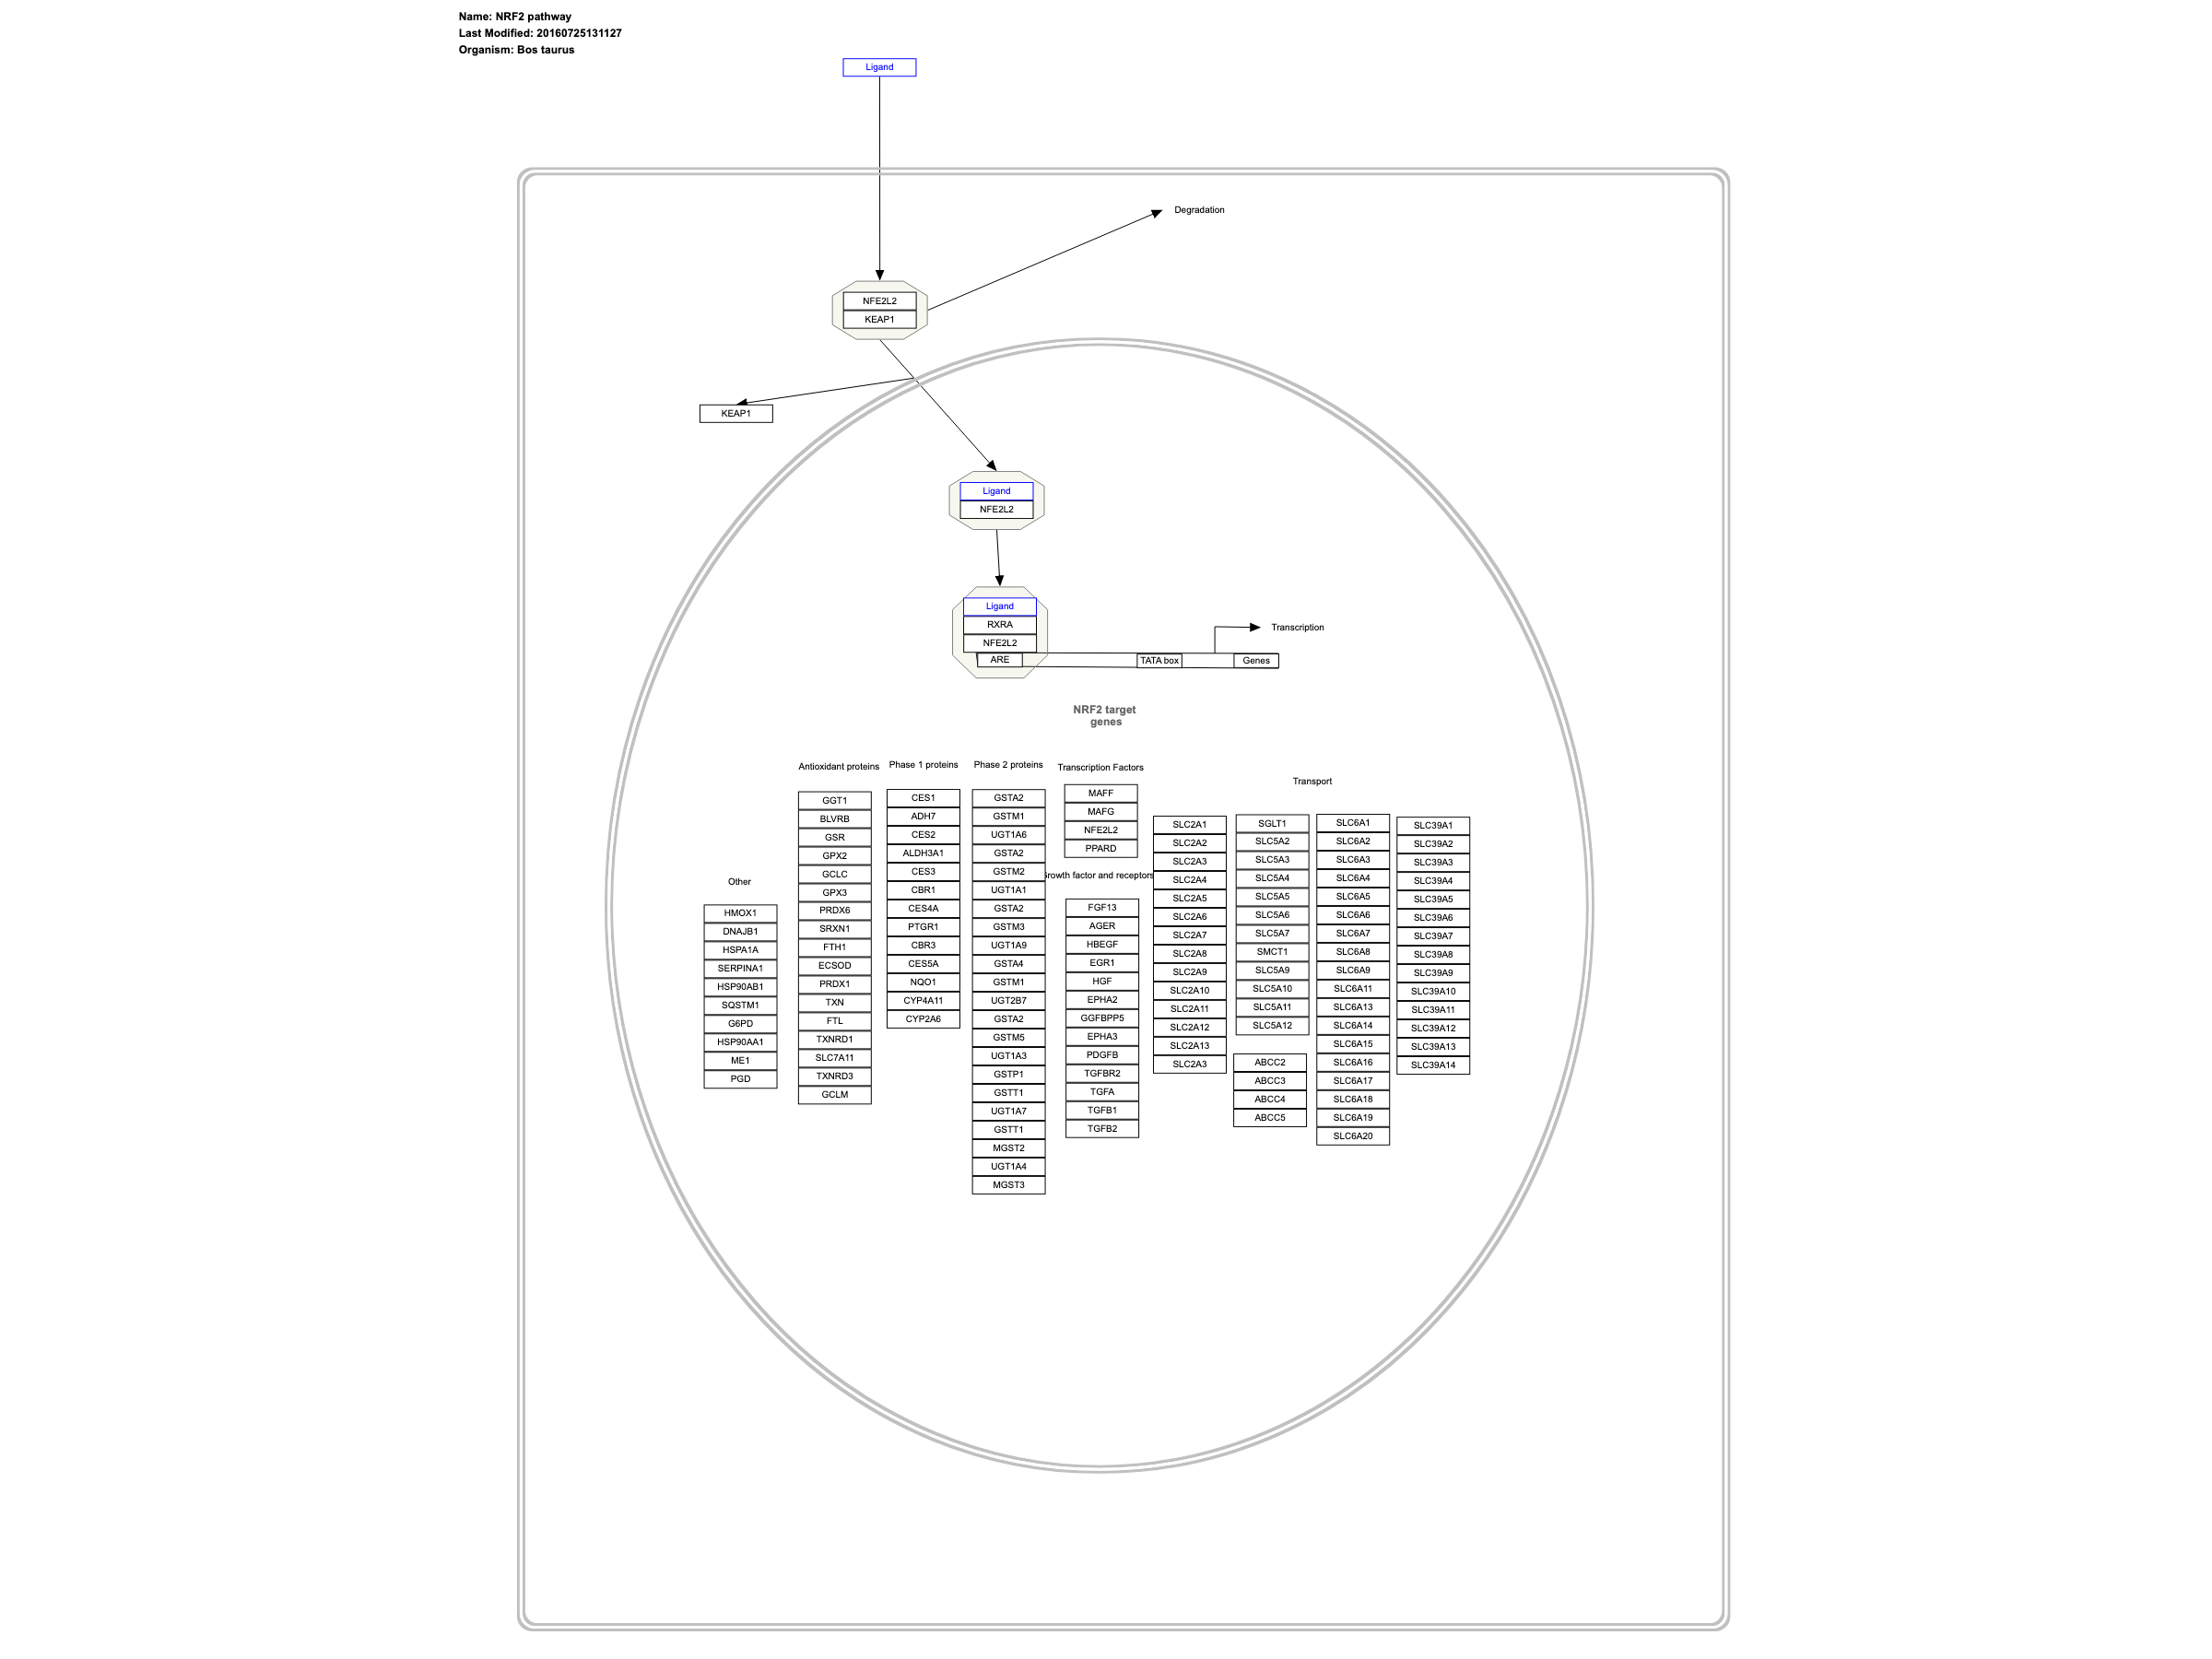 Name: NRF2 pathway
Last Modified: 20160725131127
Organism: Bos taurus
Ligand
Degradation
NFE2L2
KEAP1
KEAP1
Ligand
NFE2L2
Ligand
RXRA
NFE2L2
ARE
TATA box
Genes
Transcription
NRF2 target
genes
Other
HMOX1
DNAJB1
HSPA1A
SERPINA1
HSP90AB1
SQSTM1
G6PD
HSP90AA1
ME1
PGD
Antioxidant proteins
GGT1
BLVRB
GSR
GPX2
GCLC
GPX3
PRDX6
SRXN1
FTH1
ECSOD
PRDX1
TXN
FTL
TXNRD1
SLC7A11
TXNRD3
GCLM
Phase 1 proteins
CES1
ADH7
CES2
ALDH3A1
CES3
CBR1
CES4A
PTGR1
CBR3
CES5A
NQO1
CYP4A11
CYP2A6
Phase 2 proteins
GSTA2
GSTM1
UGT1A6
GSTA2
GSTM2
UGT1A1
GSTA2
GSTM3
UGT1A9
GSTA4
GSTM1
UGT2B7
GSTA2
GSTM5
UGT1A3
GSTP1
GSTT1
UGT1A7
GSTT1
MGST2
UGT1A4
MGST3
Transcription Factors
MAFF
MAFG
NFE2L2
PPARD
Growth factor and receptors
FGF13
AGER
HBEGF
EGR1
HGF
EPHA2
GGFBPP5
EPHA3
PDGFB
TGFBR2
TGFA
TGFB1
TGFB2
Transport
SLC2A1
SLC2A2
SLC2A3
SLC2A4
SLC2A5
SLC2A6
SLC2A7
SLC2A8
SLC2A9
SLC2A10
SLC2A11
SLC2A12
SLC2A13
SLC2A3
SGLT1
SLC5A2
SLC5A3
SLC5A4
SLC5A5
SLC5A6
SLC5A7
SMCT1
SLC5A9
SLC5A10
SLC5A11
SLC5A12
ABCC2
ABCC3
ABCC4
ABCC5
SLC6A1
SLC6A2
SLC6A3
SLC6A4
SLC6A5
SLC6A6
SLC6A7
SLC6A8
SLC6A9
SLC6A11
SLC6A13
SLC6A14
SLC6A15
SLC6A16
SLC6A17
SLC6A18
SLC6A19
SLC6A20
SLC39A1
SLC39A2
SLC39A3
SLC39A4
SLC39A5
SLC39A6
SLC39A7
SLC39A8
SLC39A9
SLC39A10
SLC39A11
SLC39A12
SLC39A13
SLC39A14